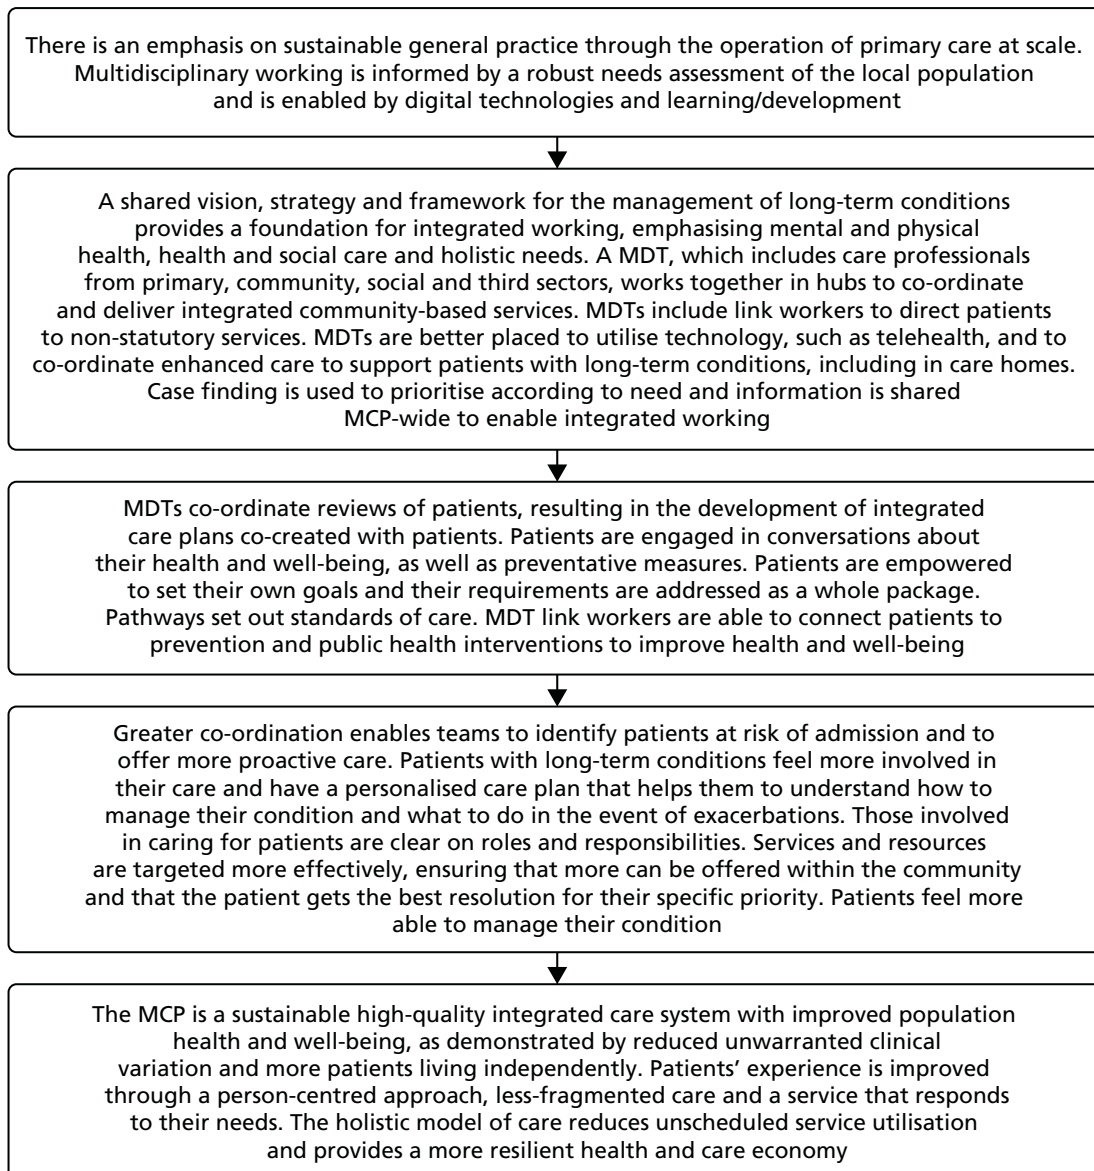 There is an emphasis on sustainable general practice through the operation of primary care at scale.
Multidisciplinary working is informed by a robust needs assessment of the local population
and is enabled by digital technologies and learning/development
A shared vision, strategy and framework for the management of long-term conditions
provides a foundation for integrated working, emphasising mental and physical
health, health and social care and holistic needs. A MDT, which includes care professionals
from primary, community, social and third sectors, works together in hubs to co-ordinate
and deliver integrated community-based services. MDTs include link workers to direct patients
to non-statutory services. MDTs are better placed to utilise technology, such as telehealth, and to
co-ordinate enhanced care to support patients with long-term conditions, including in care homes.
Case finding is used to prioritise according to need and information is shared
MCP-wide to enable integrated working
MDTs co-ordinate reviews of patients, resulting in the development of integrated
care plans co-created with patients. Patients are engaged in conversations about
their health and well-being, as well as preventative measures. Patients are empowered
to set their own goals and their requirements are addressed as a whole package.
Pathways set out standards of care. MDT link workers are able to connect patients to
prevention and public health interventions to improve health and well-being
Greater co-ordination enables teams to identify patients at risk of admission and to
offer more proactive care. Patients with long-term conditions feel more involved in
their care and have a personalised care plan that helps them to understand how to
manage their condition and what to do in the event of exacerbations. Those involved
in caring for patients are clear on roles and responsibilities. Services and resources
are targeted more effectively, ensuring that more can be offered within the community
and that the patient gets the best resolution for their specific priority. Patients feel more
able to manage their condition
The MCP is a sustainable high-quality integrated care system with improved population
health and well-being, as demonstrated by reduced unwarranted clinical
variation and more patients living independently. Patients’ experience is improved
through a person-centred approach, less-fragmented care and a service that responds
to their needs. The holistic model of care reduces unscheduled service utilisation
and provides a more resilient health and care economy